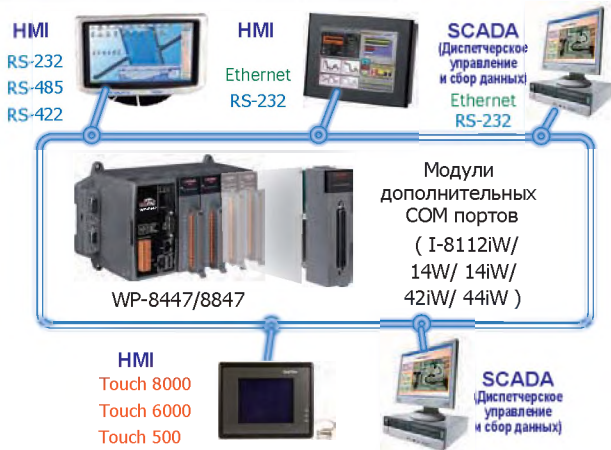 HMI
RS-232
RS-485
RS-422
HMI
Ethernet
RS-232
SCADA
(Диспетчерское
управление
и сбор данных)
Ethernet
RS-232
Модули
дополнительных
COM портов
( I-8112iW/
14W/ 14iW/
42iW/ 44iW )
WP-8447/8847
HMI
Touch 8000
Touch 6000
Touch 500
SCADA
(Диспетчерское
управление
и сбор данных)